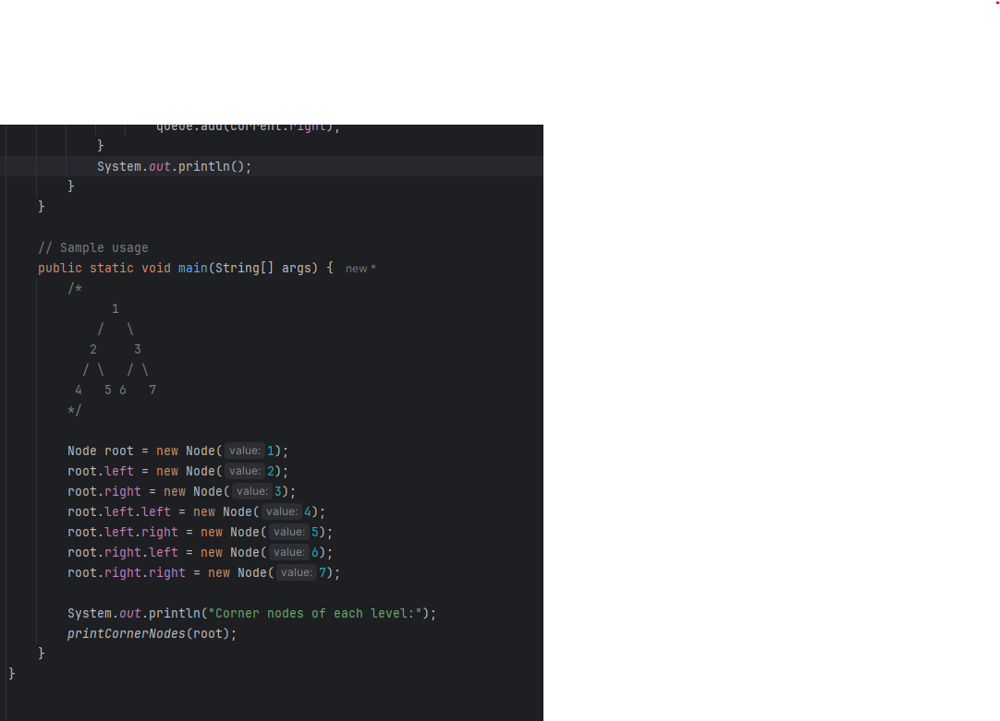 queue.add(current.right);
}
System.out.println();
}
}
// Sample usage
public static void main(String[] args) { new *
/*
1
/ \
2 3
/ \ / \
4 5 6 7
*/
Node root = new Node( value: 1);
root.left = new Node( value: 2);
root.right = new Node( value: 3);
root.left.left = new Node( value: 4);
root.left.right = new Node( value: 5);
root.right.left = new Node( value: 6);
root.right.right = new Node( value: 7);
System.out.println("Corner nodes of each level:");
printCornerNodes(root);
}
}